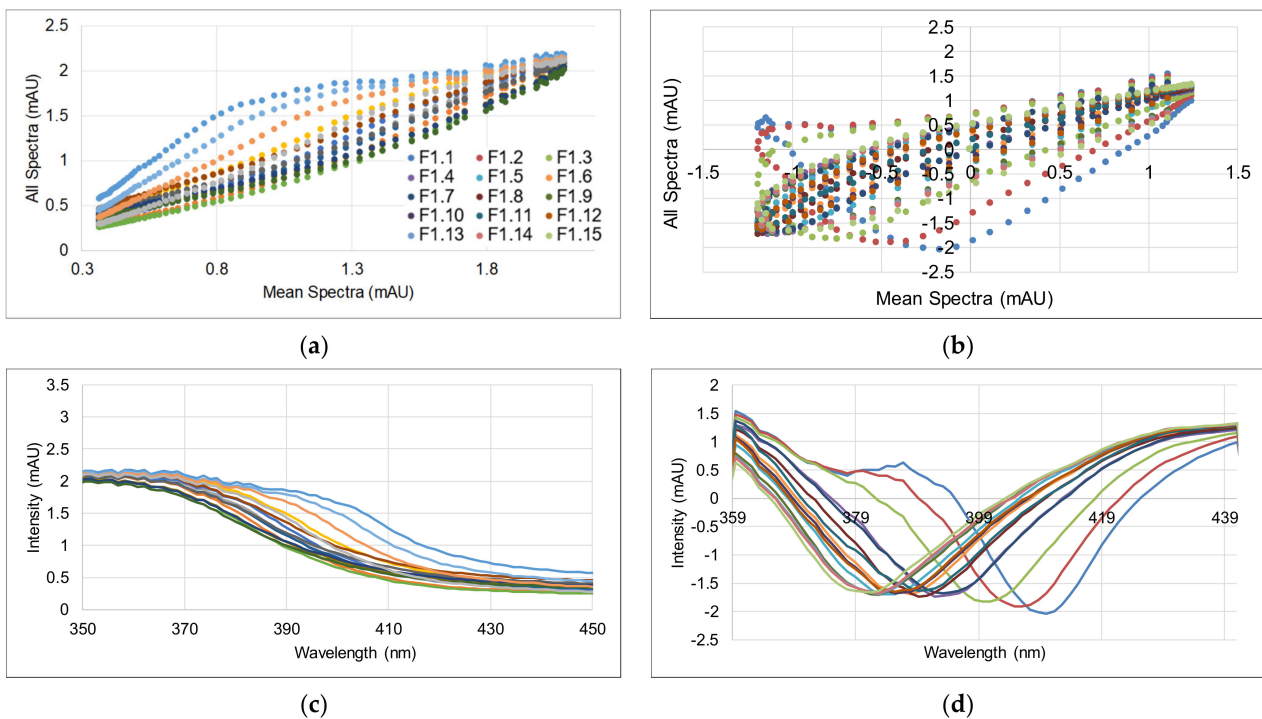 2.5
2
1.5
1
0.5
0
All Spectra (mAU)
F1.1 F1.2 F1.3
F1.4 F1.5 F1.6
F1.7 F1.8 F1.9
F1.10 F1.11 F1.12
F1.13 F1.14 F1.15
0.3 0.8 1.3 1.8
Mean Spectra (mAU)
(a)
2.5
2
1.5
1
0.5
0
-0.5
-1
-1.5
-2
-2.5
All Spectra (mAU)
-1.5 -1 -0.5 0 0.5 1 1.5
Mean Spectra (mAU)
(b)
3.5
3
2.5
2
1.5
1
0.5
0
Intensity (mAU)
350 370 390 410 430 450
Wavelength (nm)
(c)
2
1.5
1
0.5
0
-0.5
-1
-1.5
-2
-2.5
Intensity (mAU)
359 379 399 419 439
Wavelength (nm)
(d)